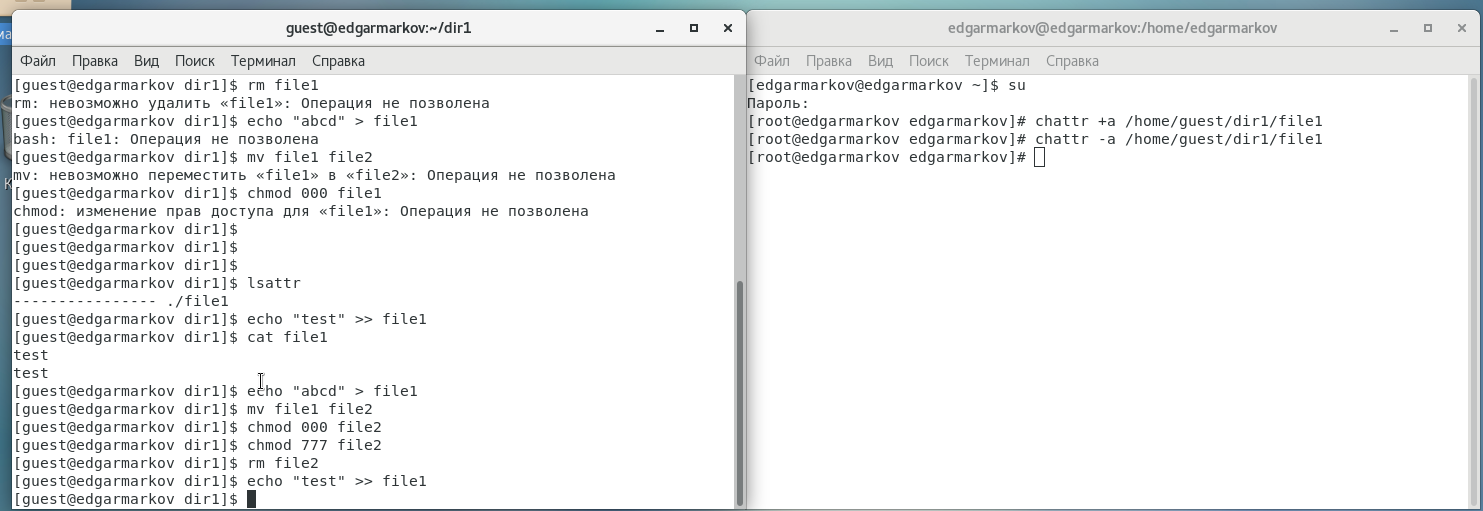 guest@edgarmarkov:~/dir1
Файл Правка Вид Поиск Терминал Справка
[guest@edgarmarkov dir1]$ rm file1
rm: невозможно удалить «file1»: Операция не позволена
[guest@edgarmarkov dir1]$ echo "abcd" > file1
bash: file1: Операция не позволена
[guest@edgarmarkov dir1]$ mv file1 file2
mv: невозможно переместить «file1» в «file2»: Операция не позволена
[guest@edgarmarkov dir1]$ chmod 000 file1
chmod: изменение прав доступа для «file1»: Операция не позволена
[guest@edgarmarkov dir1]$
[guest@edgarmarkov dir1]$
[guest@edgarmarkov dir1]$
[guest@edgarmarkov dir1]$ lsattr
---------------- ./file1
[guest@edgarmarkov dir1]$ echo "test" >> file1
[guest@edgarmarkov dir1]$ cat file1
test
test
[guest@edgarmarkov dir1]$ echo "abcd" > file1
[guest@edgarmarkov dir1]$ mv file1 file2
[guest@edgarmarkov dir1]$ chmod 000 file2
[guest@edgarmarkov dir1]$ chmod 777 file2
[guest@edgarmarkov dir1]$ rm file2
[guest@edgarmarkov dir1]$ echo "test" >> file1
[guest@edgarmarkov dir1]$
edgarmarkov@edgarmarkov:/home/edgarmarkov
Файл Правка Вид Поиск Терминал Справка
[edgarmarkov@edgarmarkov ~]$ su
Пароль:
[root@edgarmarkov edgarmarkov]# chattr +a /home/guest/dir1/file1
[root@edgarmarkov edgarmarkov]# chattr -a /home/guest/dir1/file1
[root@edgarmarkov edgarmarkov]#